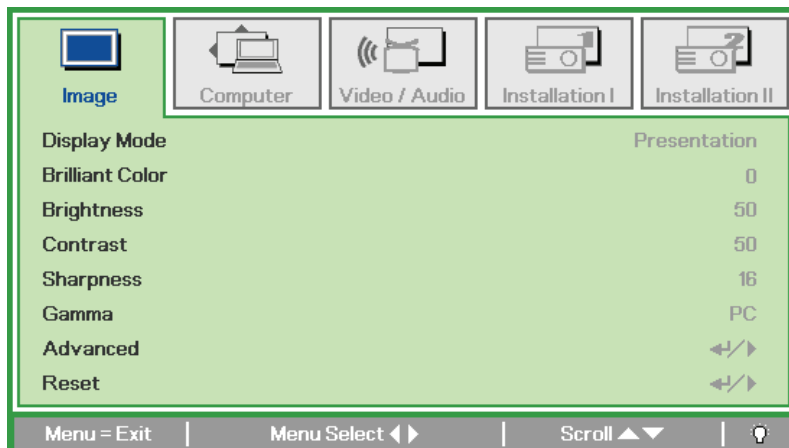 Image Computer Video / Audio Installation I Installation II
Display Mode Presentation
Brilliant Color 0
Brightness 50
Contrast 50
Sharpness 16
Gamma PC
Advanced ↵/▶
Reset ↵/▶
Menu = Exit Menu Select ◀▶ Scroll ▲▼